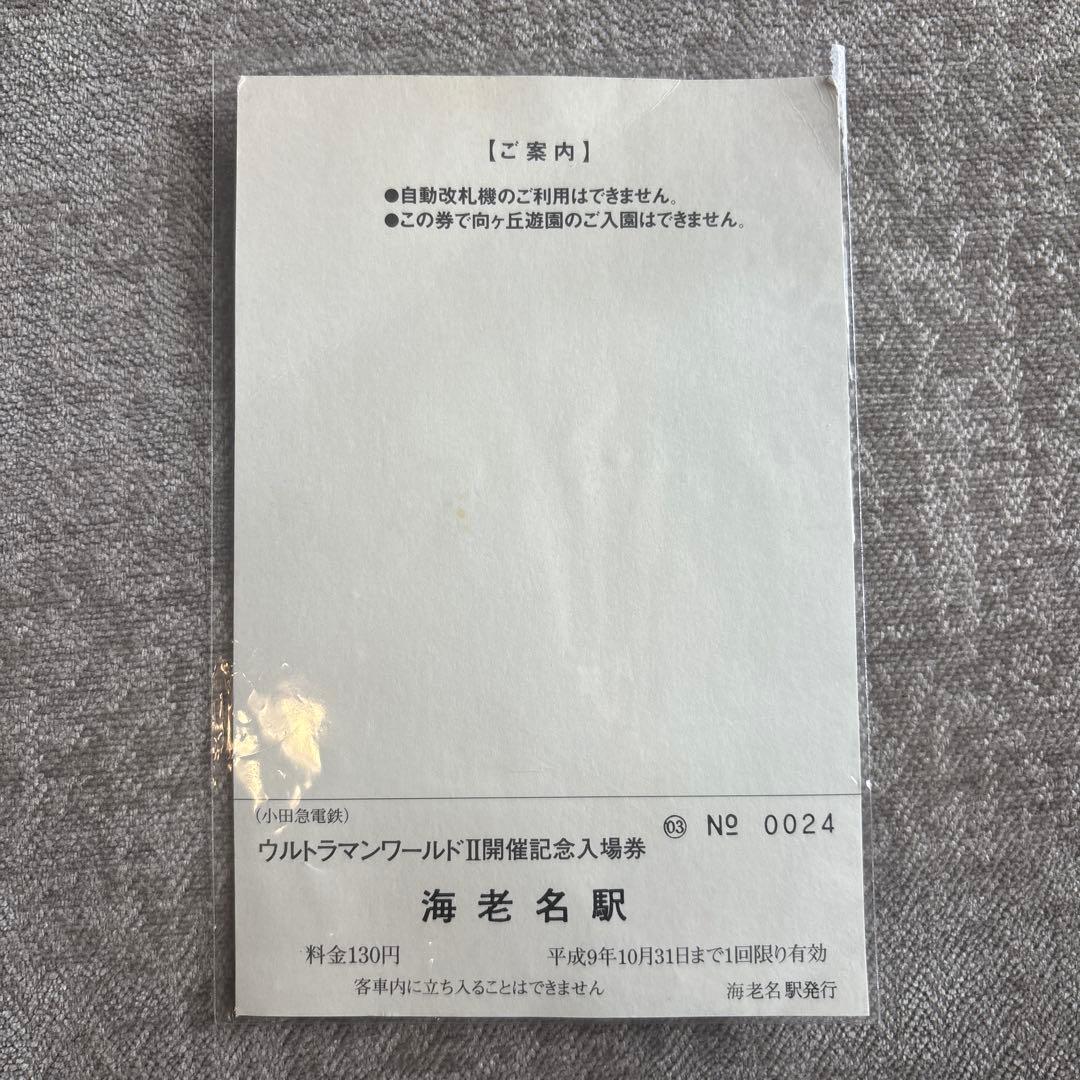 【ご案内】
●自動改札機のご利用はできません。
●この券で向ヶ丘遊園のご入園はできません。
(小田急電鉄)
03 No 0024
ウルトラマンワールドII開催記念入場券
海老名駅
料金130円 平成9年10月31日まで1回限り有効
客車内に立ち入ることはできません 海老名駅発行